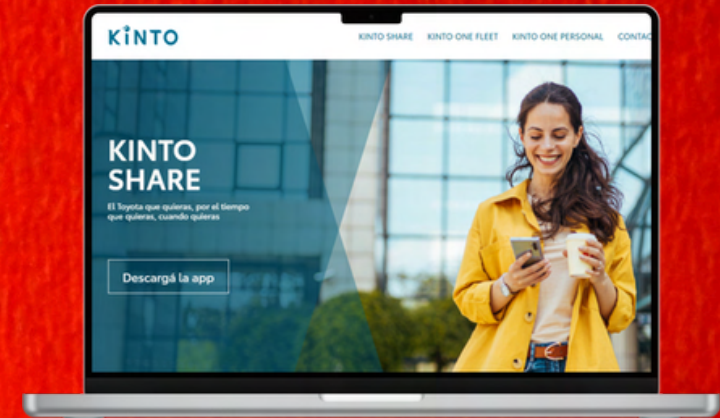 KINTO
KINTO SHARE KINTO ONE FLEET KINTO ONE PERSONAL CONTAC
KINTO
SHARE
El Toyota que quieras, por el tiempo
que quieras, cuando quieras
Descargá la app